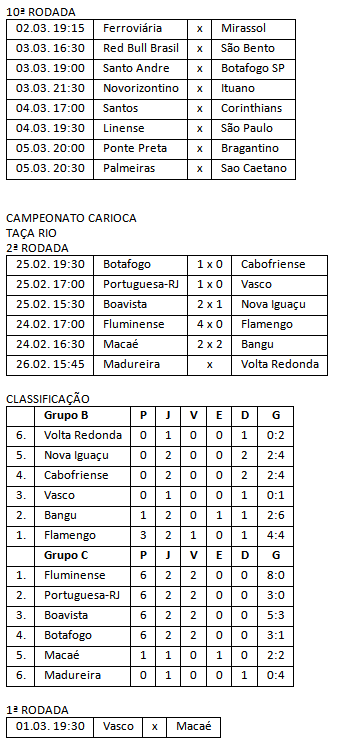 10ª RODADA
02.03. 19:15 Ferroviária x Mirassol
03.03. 16:30 Red Bull Brasil x São Bento
03.03. 19:00 Santo Andre x Botafogo SP
03.03. 21:30 Novorizontino x Ituano
04.03. 17:00 Santos x Corinthians
04.03. 19:30 Linense x São Paulo
05.03. 20:00 Ponte Preta x Bragantino
05.03. 20:30 Palmeiras x Sao Caetano
CAMPEONATO CARIOCA
TAÇA RIO
2ª RODADA
25.02. 19:30 Botafogo 1 x 0 Cabofriense
25.02. 17:00 Portuguesa-RJ 1 x 0 Vasco
25.02. 15:30 Boavista 2 x 1 Nova Iguaçu
24.02. 17:00 Fluminense 4 x 0 Flamengo
24.02. 16:30 Macaé 2 x 2 Bangu
26.02. 15:45 Madureira x Volta Redonda
CLASSIFICAÇÃO
Grupo B P J V E D G
6. Volta Redonda 0 1 0 0 1 0:2
5. Nova Iguaçu 0 2 0 0 2 2:4
4. Cabofriense 0 2 0 0 2 2:4
3. Vasco 0 1 0 0 1 0:1
2. Bangu 1 2 0 1 1 2:6
1. Flamengo 3 2 1 0 1 4:4
Grupo C P J V E D G
1. Fluminense 6 2 2 0 0 8:0
2. Portuguesa-RJ 6 2 2 0 0 3:0
3. Boavista 6 2 2 0 0 5:3
4. Botafogo 6 2 2 0 0 3:1
5. Macaé 1 1 0 1 0 2:2
6. Madureira 0 1 0 0 1 0:4
1ª RODADA
01.03. 19:30 Vasco x Macaé